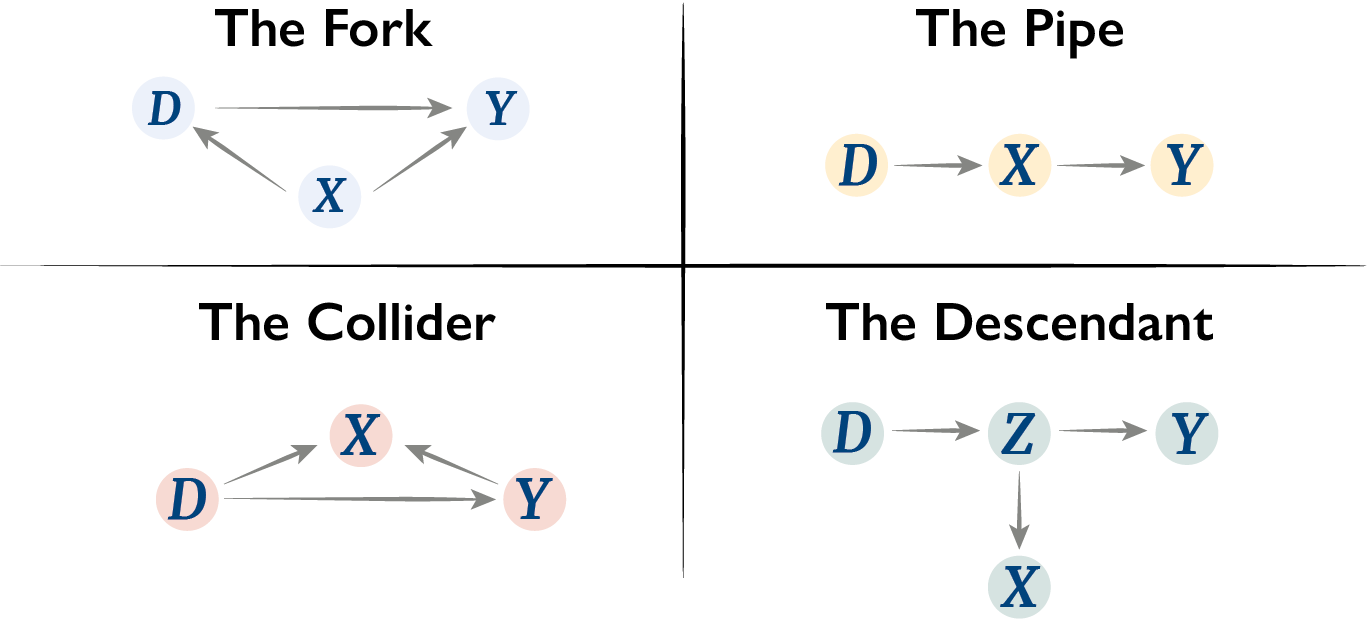 The Fork
D
Y
X
The Pipe
D
X
Y
The Collider
X
D
Y
The Descendant
D
Z
Y
X